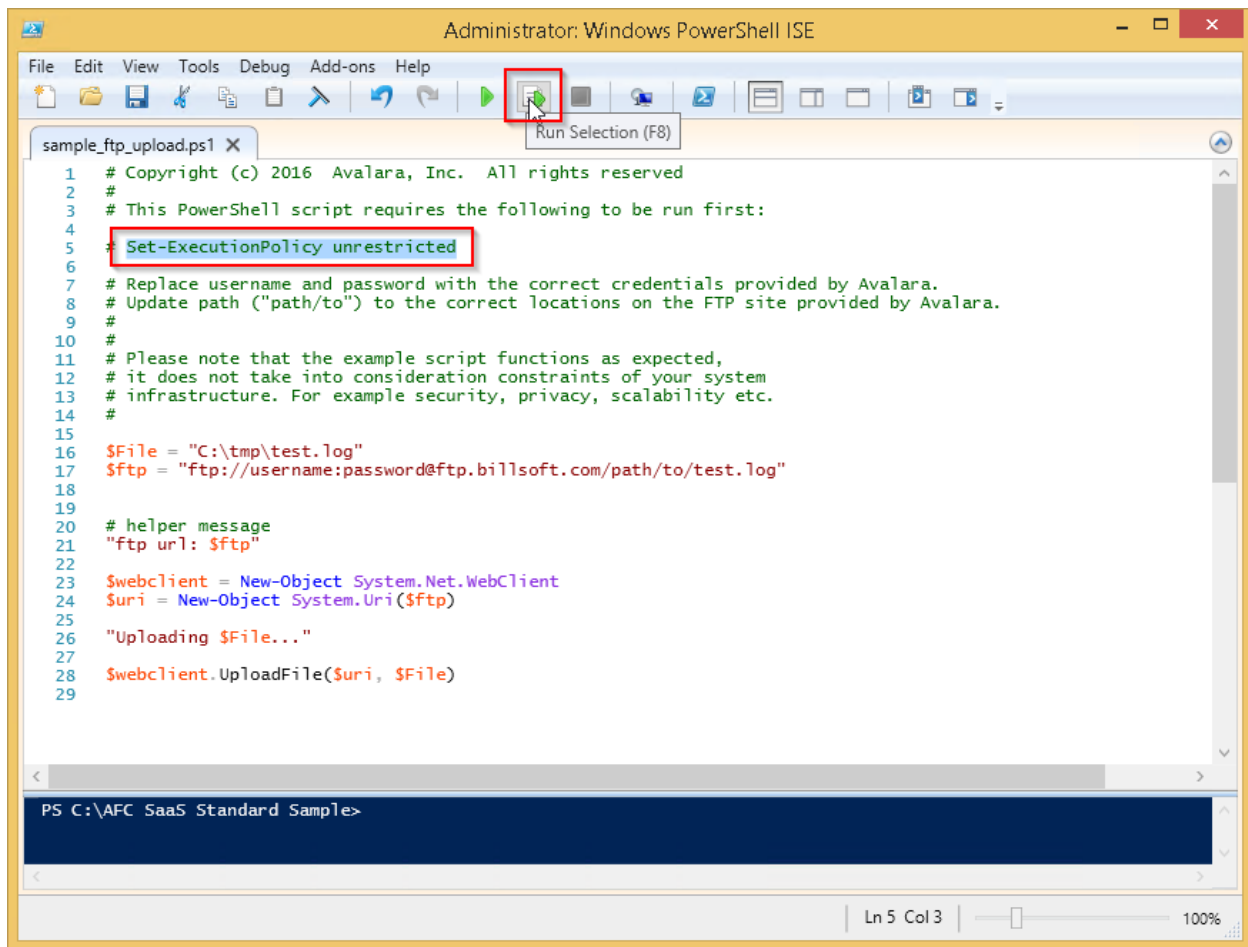 Administrator: Windows PowerShell ISE
File Edit View Tools Debug Add-ons Help
Run Selection (F8)
sample_ftp_upload.ps1 X
1 # Copyright (c) 2016  Avalara, Inc.  All rights reserved
2 #
3 # This PowerShell script requires the following to be run first:
4
5 # Set-ExecutionPolicy unrestricted
6
7 # Replace username and password with the correct credentials provided by Avalara.
8 # Update path ("path/to") to the correct locations on the FTP site provided by Avalara.
9 #
10 #
11 # Please note that the example script functions as expected,
12 # it does not take into consideration constraints of your system
13 # infrastructure. For example security, privacy, scalability etc.
14 #
15
16 $File = "C:\tmp\test.log"
17 $ftp = "ftp://username:password@ftp.billsoft.com/path/to/test.log"
18
19
20 # helper message
21 "ftp url: $ftp"
22
23 $webclient = New-Object System.Net.WebClient
24 $uri = New-Object System.Uri($ftp)
25
26 "Uploading $File..."
27
28 $webclient.UploadFile($uri, $File)
29
PS C:\AFC SaaS Standard Sample>
Ln 5 Col 3 100%